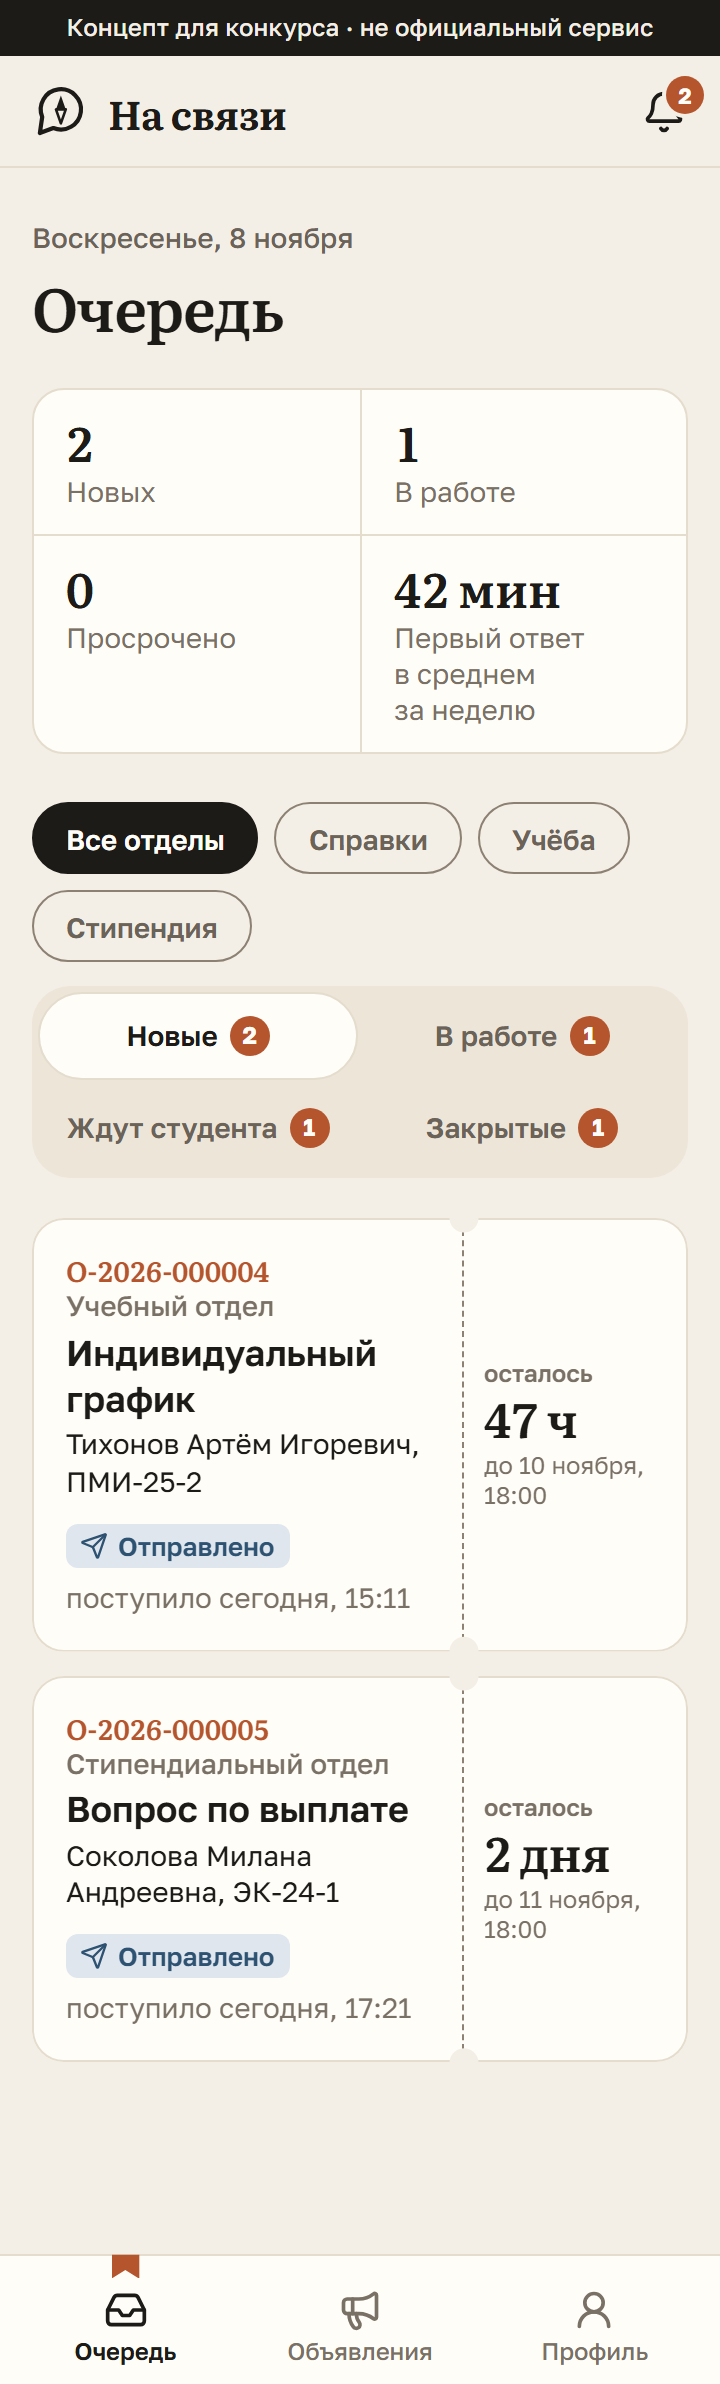 Концепт для конкурса · не официальный сервис
На связи
2
Воскресенье, 8 ноября
Очередь
2
Новых
1
В работе
0
Просрочено
42 мин
Первый ответ
в среднем
за неделю
Все отделы
Справки
Учёба
Стипендия
Новые 2
В работе 1
Ждут студента 1
Закрытые 1
О-2026-000004
Учебный отдел
Индивидуальный
график
Тихонов Артём Игоревич,
ПМИ-25-2
Отправлено
поступило сегодня, 15:11
осталось
47 ч
до 10 ноября,
18:00
О-2026-000005
Стипендиальный отдел
Вопрос по выплате
Соколова Милана
Андреевна, ЭК-24-1
Отправлено
поступило сегодня, 17:21
осталось
2 дня
до 11 ноября,
18:00
Очередь
Объявления
Профиль